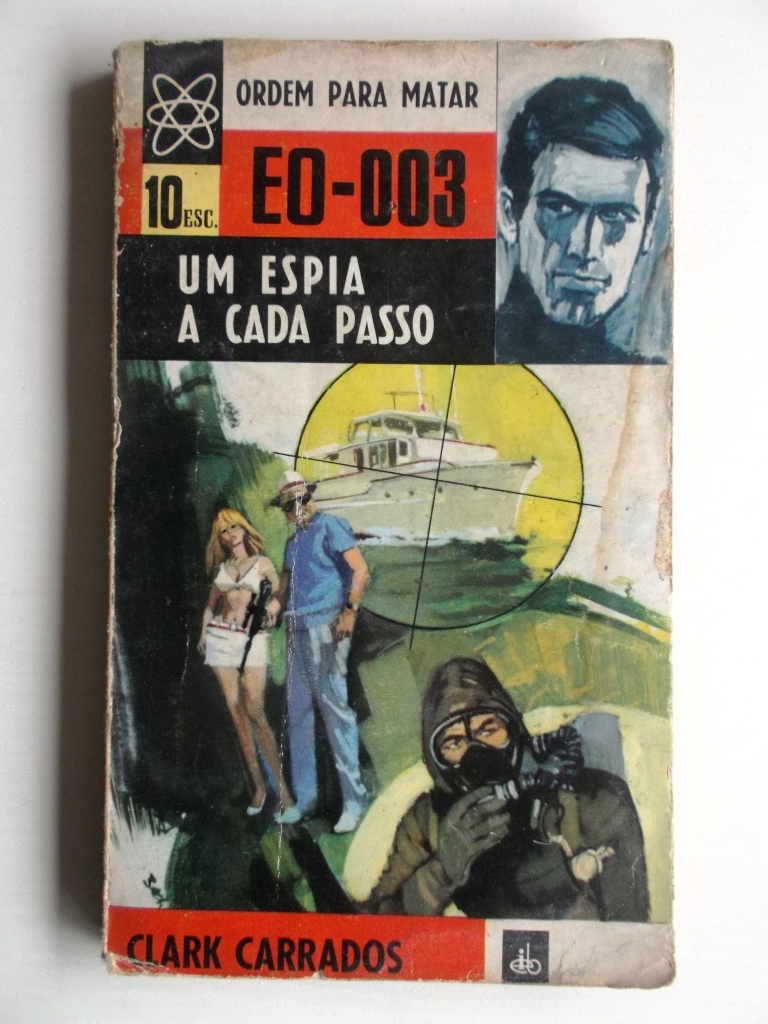 ORDEM PARA MATAR
10 ESC.
EO-003
UM ESPIA
A CADA PASSO
CLARK CARRADOS